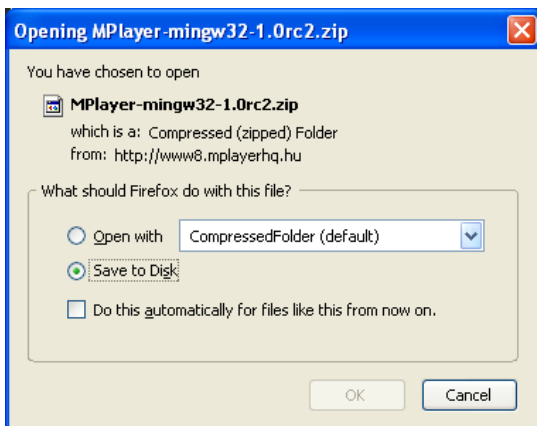 Opening MPlayer-mingw32-1.0rc2.zip
You have chosen to open
MPlayer-mingw32-1.0rc2.zip
which is a: Compressed (zipped) Folder
from: http://www8.mplayerhq.hu
What should Firefox do with this file?
Open with CompressedFolder (default)
Save to Disk
Do this automatically for files like this from now on.
OK Cancel